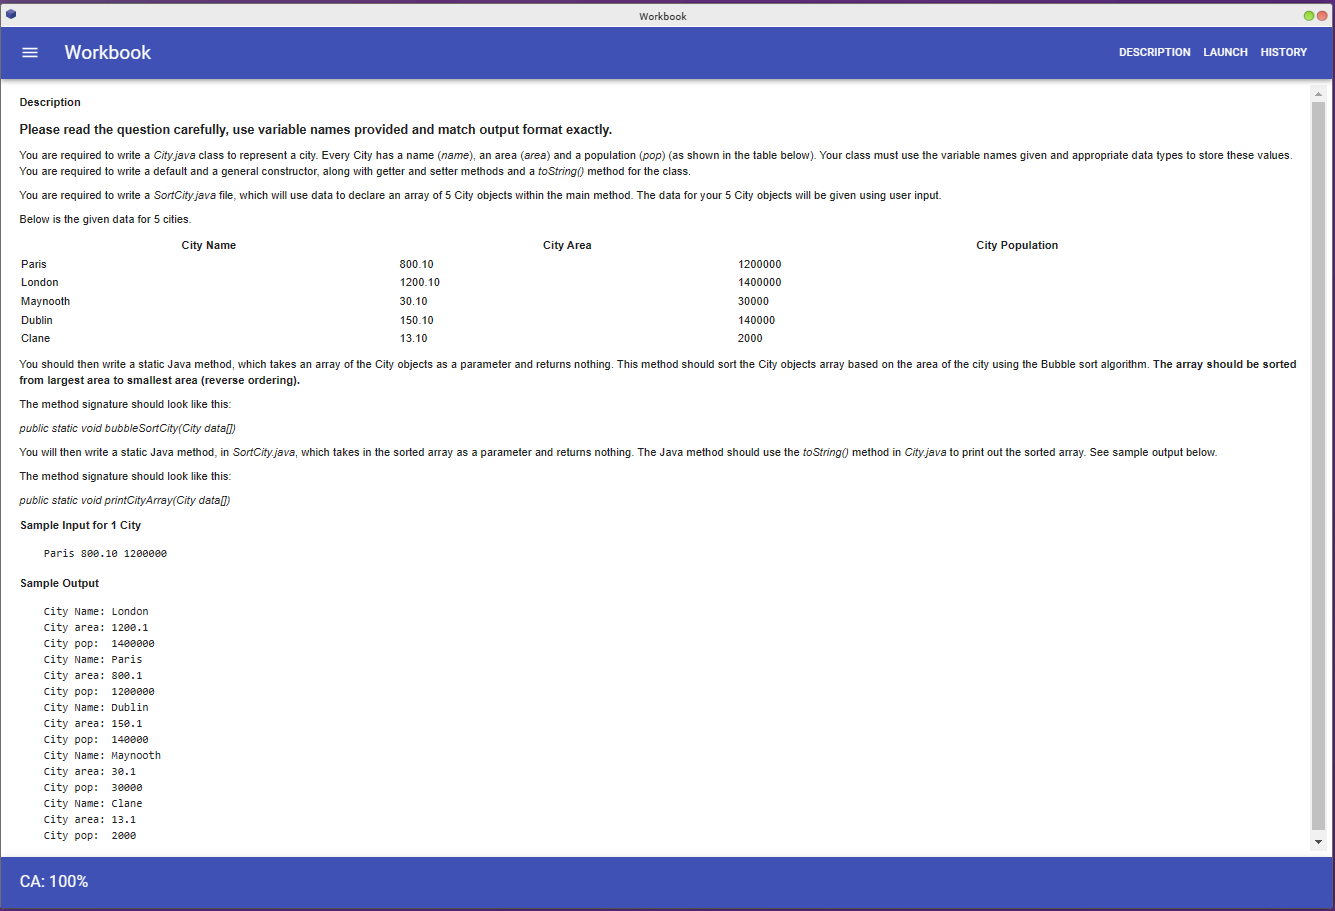 Workbook
Workbook
DESCRIPTION LAUNCH HISTORY
Description
Please read the question carefully, use variable names provided and match output format exactly.
You are required to write a City.java class to represent a city. Every City has a name (name), an area (area) and a population (pop) (as shown in the table below). Your class must use the variable names given and appropriate data types to store these values.
You are required to write a default and a general constructor, along with getter and setter methods and a toString() method for the class.
You are required to write a SortCity.java file, which will use data to declare an array of 5 City objects within the main method. The data for your 5 City objects will be given using user input.
Below is the given data for 5 cities.
City Name City Area City Population
Paris 800.10 1200000
London 1200.10 1400000
Maynooth 30.10 30000
Dublin 150.10 140000
Clane 13.10 2000
You should then write a static Java method, which takes an array of the City objects as a parameter and returns nothing. This method should sort the City objects array based on the area of the city using the Bubble sort algorithm. The array should be sorted
from largest area to smallest area (reverse ordering).
The method signature should look like this:
public static void bubbleSortCity(City data[])
You will then write a static Java method, in SortCity.java, which takes in the sorted array as a parameter and returns nothing. The Java method should use the toString() method in City.java to print out the sorted array. See sample output below.
The method signature should look like this:
public static void printCityArray(City data[])
Sample Input for 1 City
Paris 800.10 1200000
Sample Output
City Name: London
City area: 1200.1
City pop:  1400000
City Name: Paris
City area: 800.1
City pop:  1200000
City Name: Dublin
City area: 150.1
City pop:  140000
City Name: Maynooth
City area: 30.1
City pop:  30000
City Name: Clane
City area: 13.1
City pop:  2000
CA: 100%